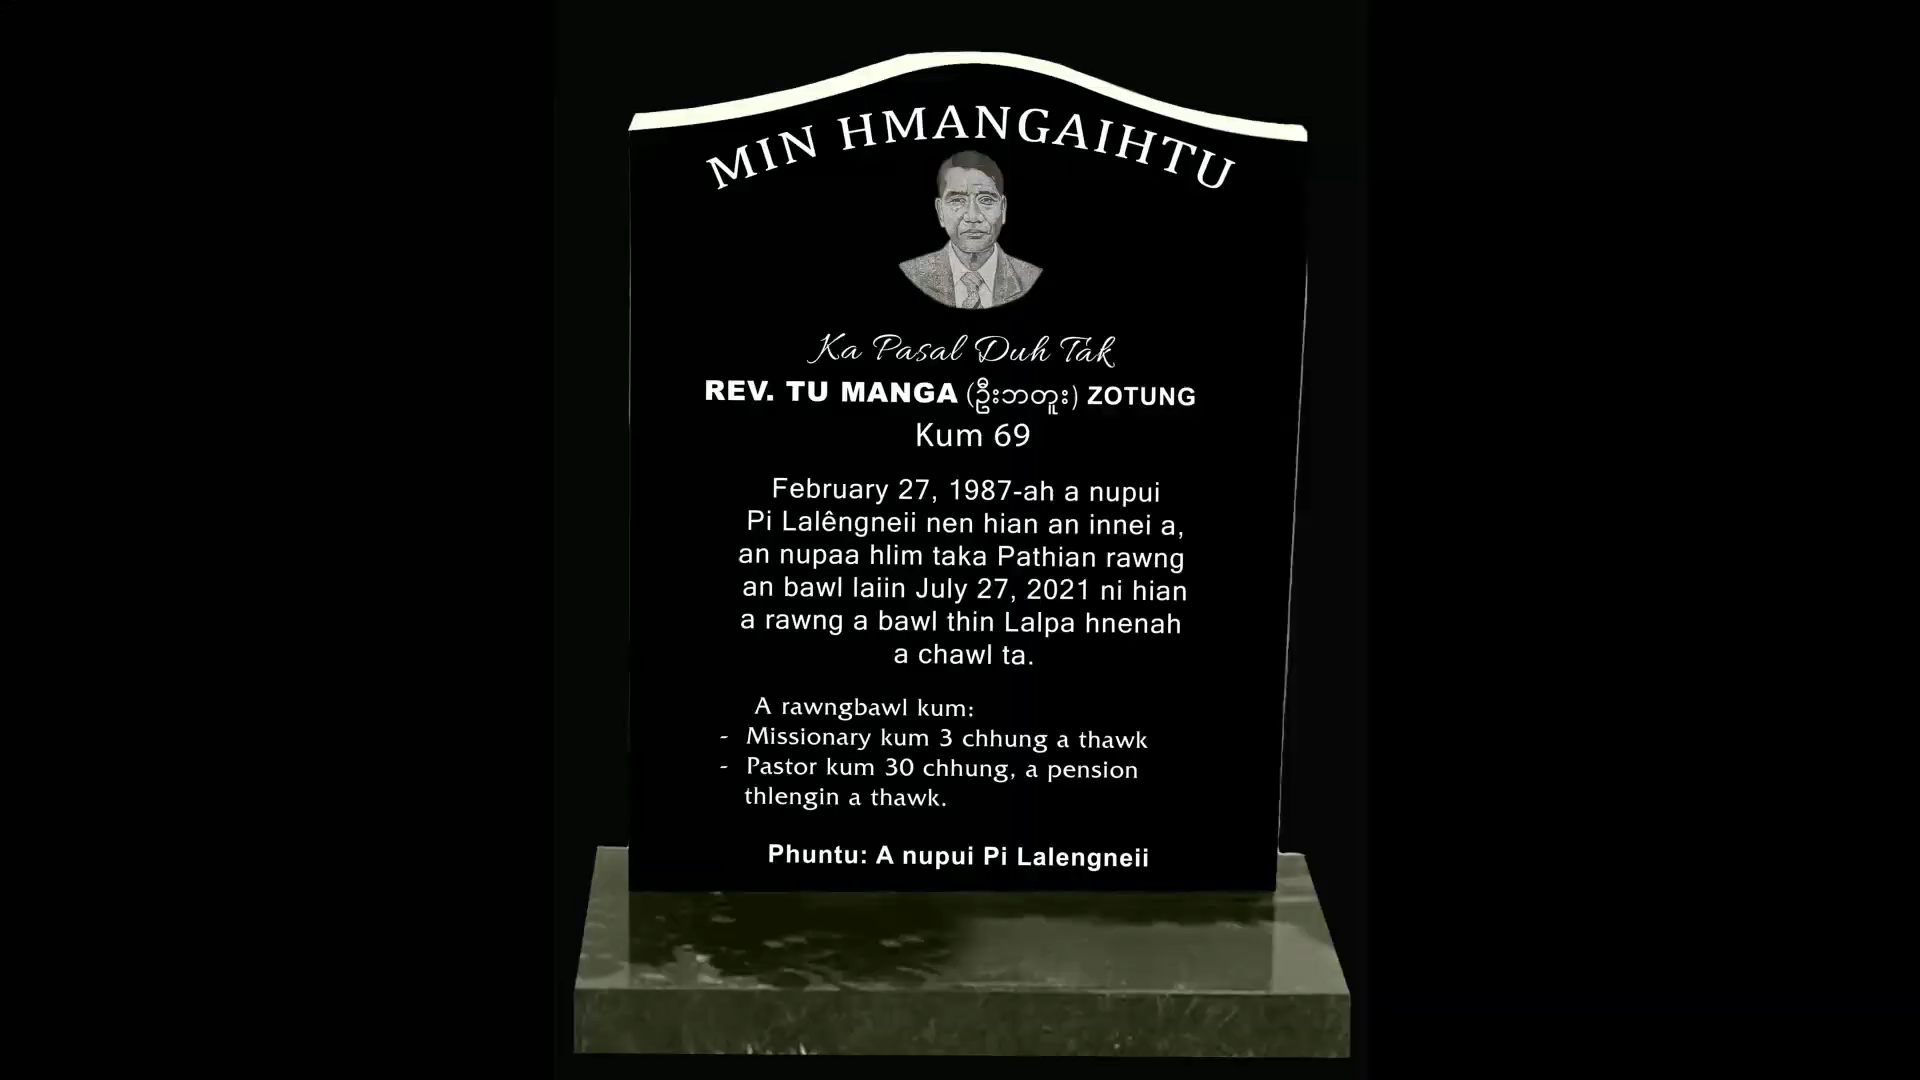 MIN HMANGAIHTU
Ka Pasal Duh Tak
REV. TU MANGA (ဦးဘတူး) ZOTUNG
Kum 69
February 27, 1987-ah a nupui
Pi Lalêngneii nen hian an innei a,
an nupaa hlim taka Pathian rawng
an bawl laiin July 27, 2021 ni hian
a rawng a bawl thin Lalpa hnenah
a chawl ta.
A rawngbawl kum:
- Missionary kum 3 chhung a thawk
- Pastor kum 30 chhung, a pension
thlengin a thawk.
Phuntu: A nupui Pi Lalengneii